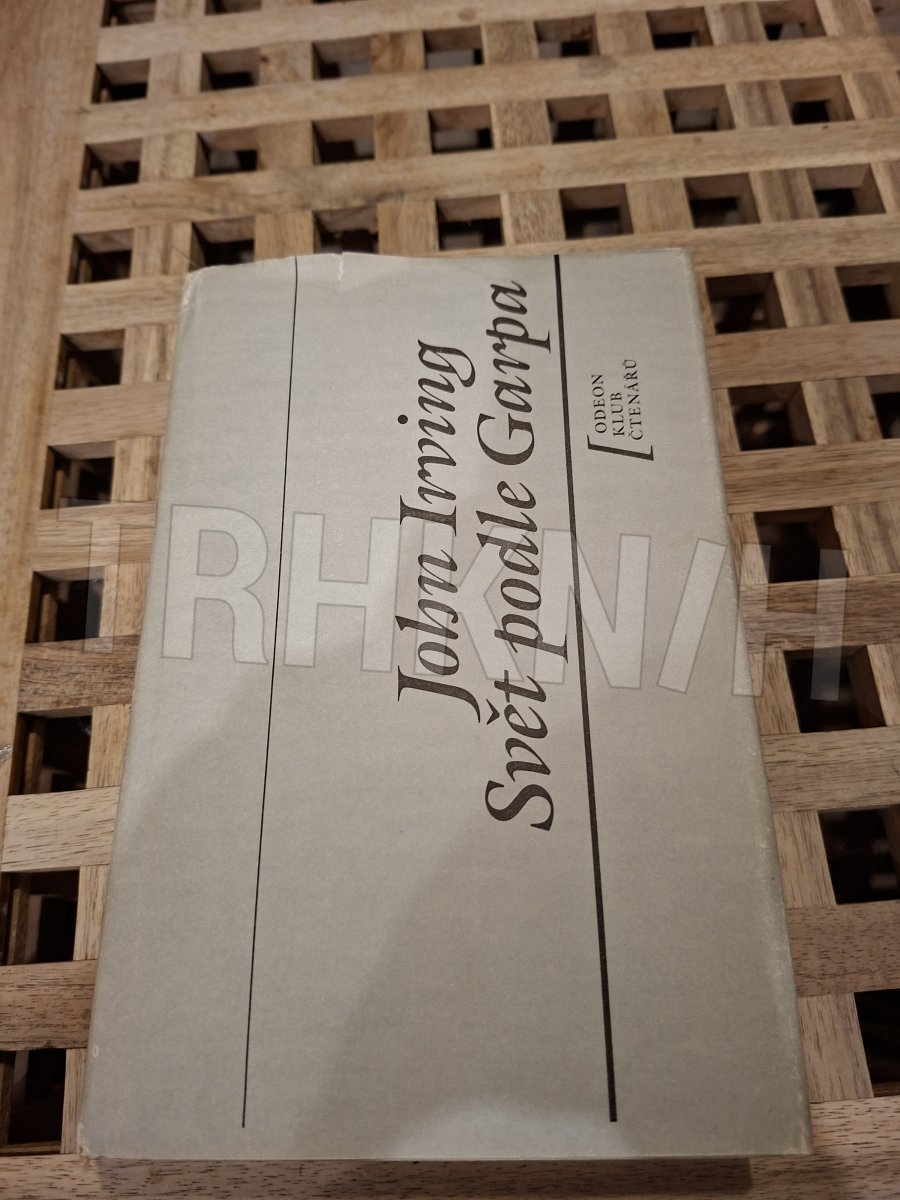 John Irving
Svět podle Garpa
ODEON
KLUB
ČTENÁŘŮ
TRHKNIH